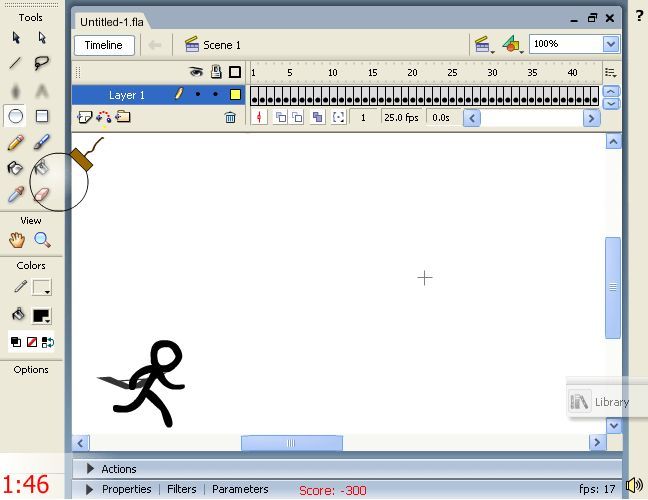 Tools
Untitled-1.fla
?
Timeline
Scene 1
100%
1 5 10 15 20 25 30 35 40
Layer 1
1 25.0 fps 0.0s
View
Colors
Options
Library
1:46
Actions
Properties Filters Parameters
Score: -300
fps: 17